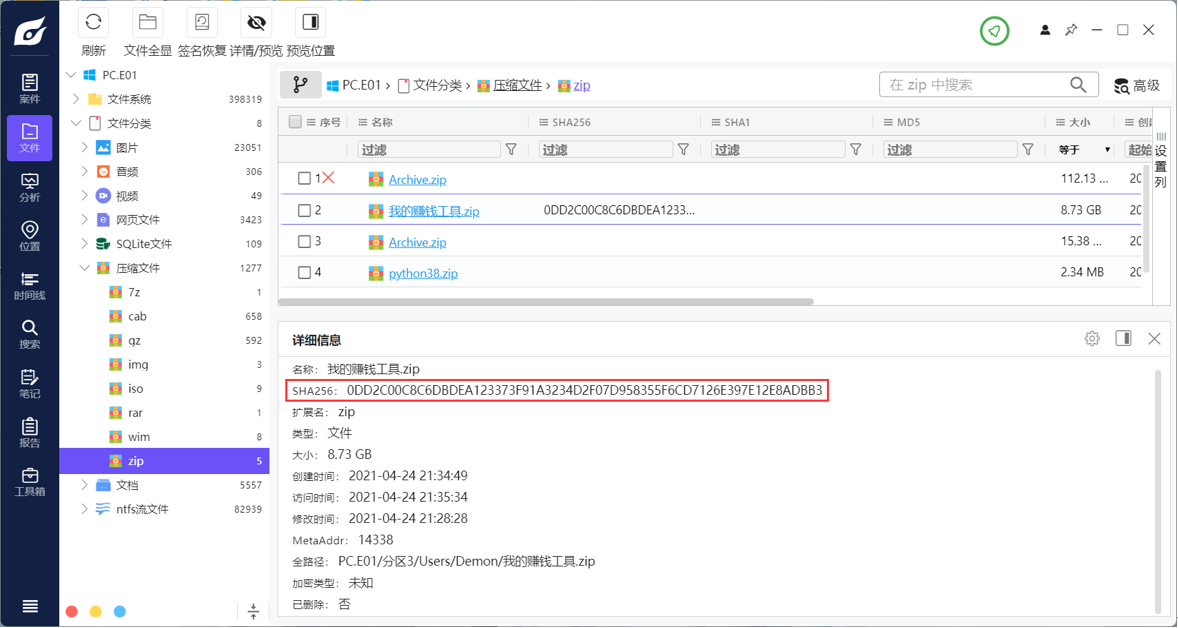 刷新 文件全显 签名恢复 详情/预览 预览位置
案件
文件
分析
位置
时间线
搜索
笔记
报告
工具箱
PC.E01
文件系统 398319
文件分类 8
图片 23051
音频 306
视频 49
网页文件 3423
SQLite文件 109
压缩文件 1277
7z 1
cab 658
gz 592
img 3
iso 9
rar 1
wim 8
zip 5
文档 5557
ntfs流文件 82939
PC.E01 › 文件分类 › 压缩文件 › zip
在 zip 中搜索
高级
序号 名称 SHA256 SHA1 MD5 大小 创建
过滤 过滤 过滤 过滤 等于 起始
1 Archive.zip 112.13 ... 20
2 我的赚钱工具.zip 0DD2C00C8C6DBDEA1233... 8.73 GB 20
3 Archive.zip 15.38 ... 20
4 python38.zip 2.34 MB 20
设置列
详细信息
名称: 我的赚钱工具.zip
SHA256: 0DD2C00C8C6DBDEA123373F91A3234D2F07D958355F6CD7126E397E12E8ADBB3
扩展名: zip
类型: 文件
大小: 8.73 GB
创建时间: 2021-04-24 21:34:49
访问时间: 2021-04-24 21:35:34
修改时间: 2021-04-24 21:28:28
MetaAddr: 14338
全路径: PC.E01/分区3/Users/Demon/我的赚钱工具.zip
加密类型: 未知
已删除: 否